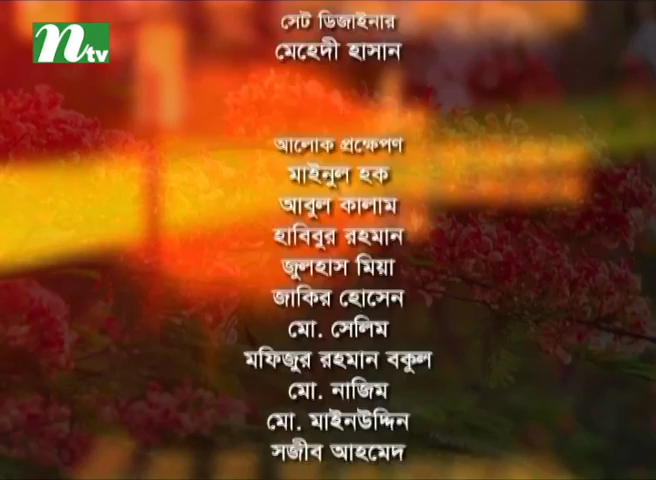 ntv
সেট ডিজাইনার
মেহেদী হাসান
আলোক প্রক্ষেপণ
মাইনুল হক
আবুল কালাম
হাবিবুর রহমান
জুলহাস মিয়া
জাকির হোসেন
মো. সেলিম
মফিজুর রহমান বকুল
মো. নাজিম
মো. মাইনউদ্দিন
সজীব আহমেদ